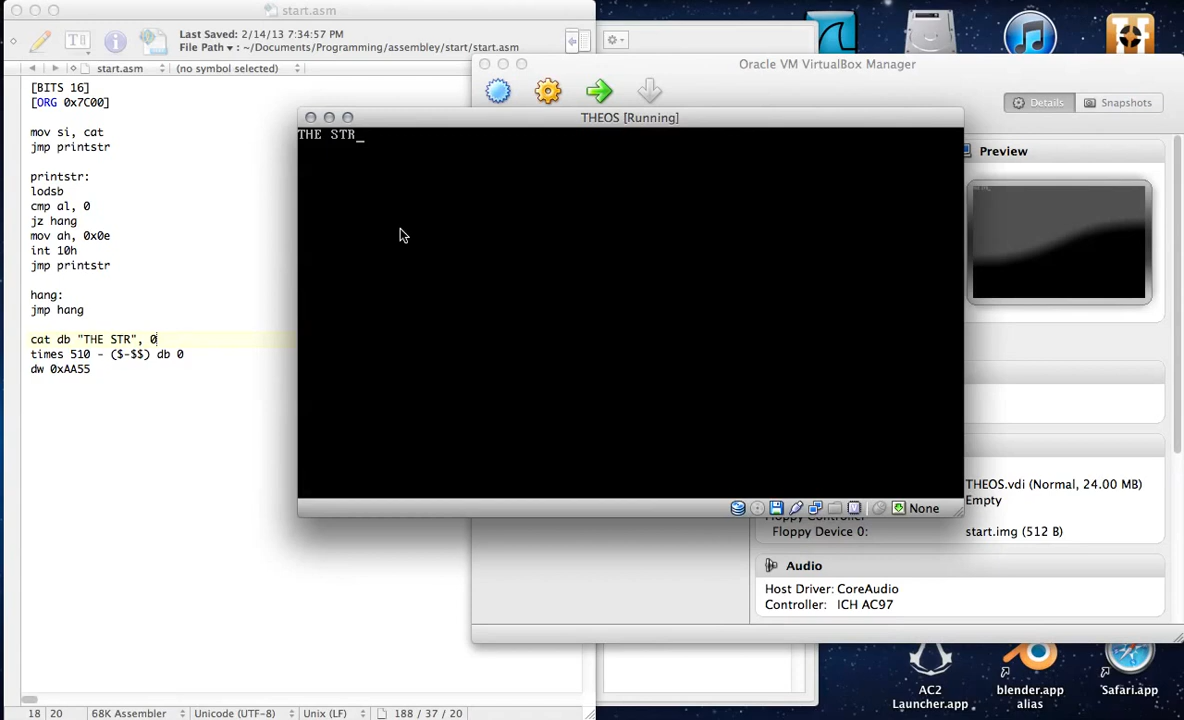 start.asm
Last Saved: 2/14/13 7:34:57 PM
File Path ▾ : ~/Documents/Programming/assembley/start/start.asm
start.asm
(no symbol selected)
[BITS 16]
[ORG 0x7C00]
mov si, cat
jmp printstr
printstr:
lodsb
cmp al, 0
jz hang
mov ah, 0x0e
int 10h
jmp printstr
hang:
jmp hang
cat db "THE STR", 0
times 510 - ($-$$) db 0
dw 0xAA55
18 20
68K Assembler
Unicode (UTF-8)
Unix (LF)
188 / 37 / 20
Oracle VM VirtualBox Manager
Details
Snapshots
THEOS [Running]
THE STR_
None
Preview
THEOS.vdi (Normal, 24.00 MB)
Empty
Floppy Device 0:
start.img (512 B)
Audio
Host Driver: CoreAudio
Controller: ICH AC97
AC2
Launcher.app
blender.app
alias
Safari.app